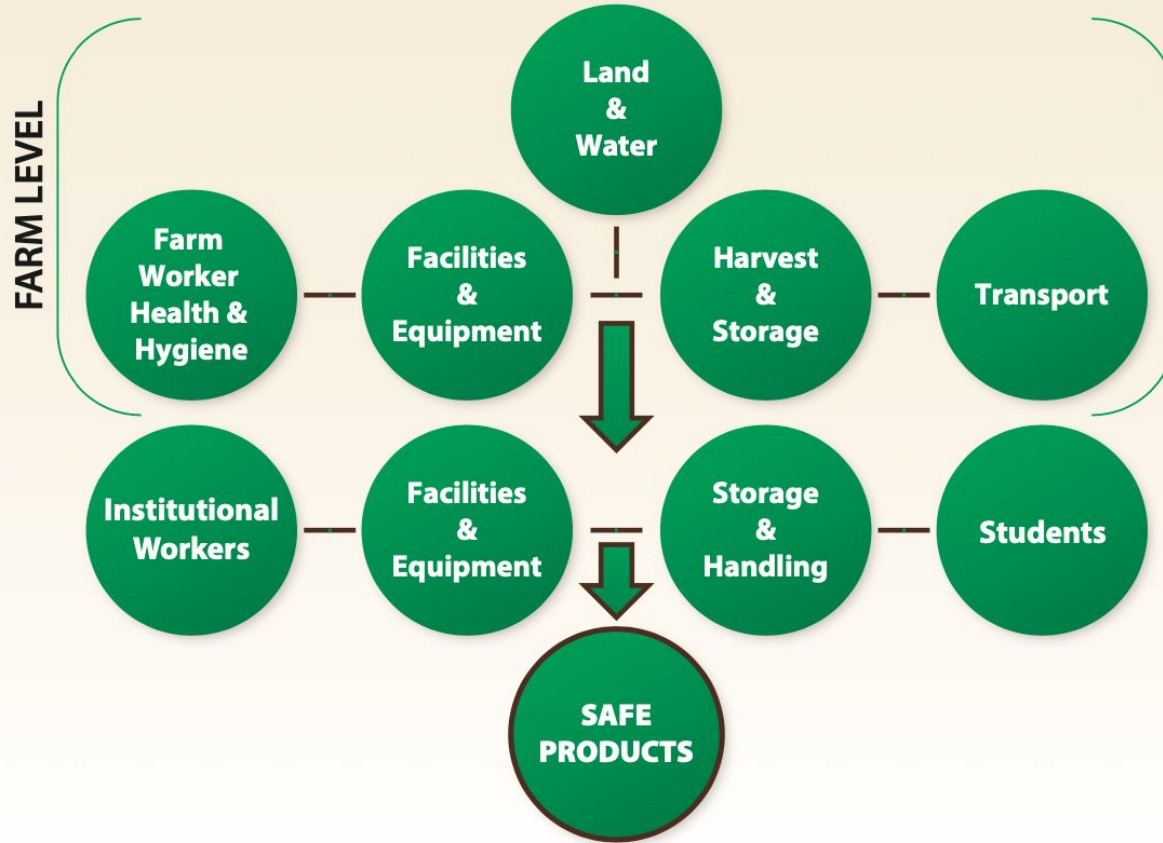 FARM LEVEL
Land
&
Water
Farm
Worker
Health &
Hygiene
Facilities
&
Equipment
Harvest
&
Storage
Transport
Institutional
Workers
Facilities
&
Equipment
Storage
&
Handling
Students
SAFE
PRODUCTS